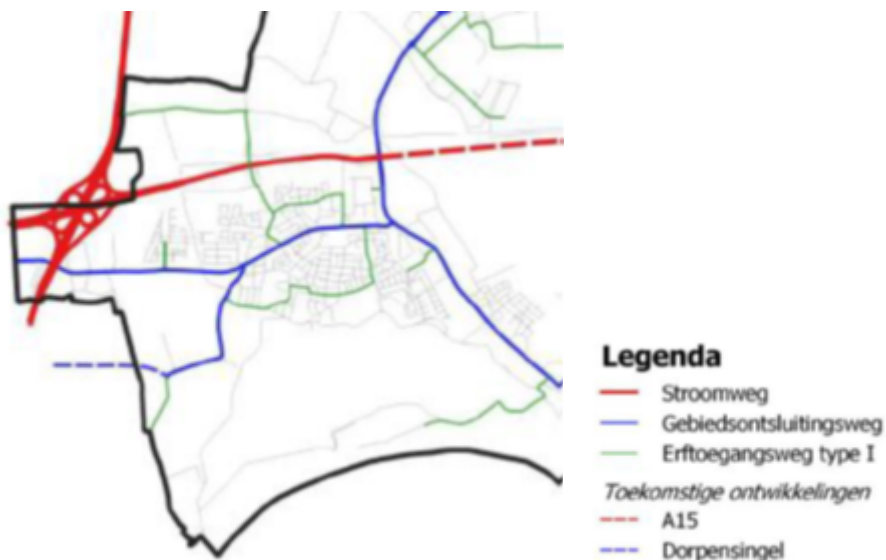 Legenda
Stroomweg
Gebiedsontsluitingsweg
Erftoegangsweg type I
Toekomstige ontwikkelingen
A15
Dorpensingel